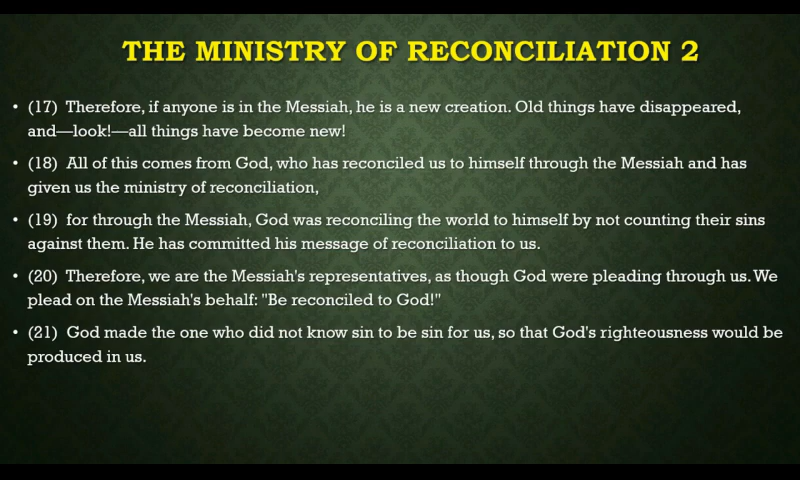 THE MINISTRY OF RECONCILIATION 2
• (17) Therefore, if anyone is in the Messiah, he is a new creation. Old things have disappeared,
and—look!—all things have become new!
• (18) All of this comes from God, who has reconciled us to himself through the Messiah and has
given us the ministry of reconciliation,
• (19) for through the Messiah, God was reconciling the world to himself by not counting their sins
against them. He has committed his message of reconciliation to us.
• (20) Therefore, we are the Messiah's representatives, as though God were pleading through us. We
plead on the Messiah's behalf: "Be reconciled to God!"
• (21) God made the one who did not know sin to be sin for us, so that God's righteousness would be
produced in us.